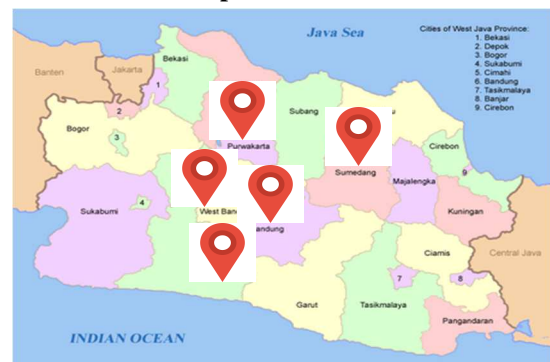 Java Sea
Cities of West Java Province:
1. Bekasi
2. Depok
3. Bogor
4. Sukabumi
5. Cimahi
6. Bandung
7. Tasikmalaya
8. Banjar
9. Cirebon
Banten
Jakarta
Bekasi
1
2
Bogor
3
Subang
Purwakarta
Cirebon
9
Sumedang
Majalengka
Kuningan
Sukabumi
4
West Ban
andung
Ciamis
Central Java
7
8
Garut
Tasikmalaya
Pangandaran
INDIAN OCEAN